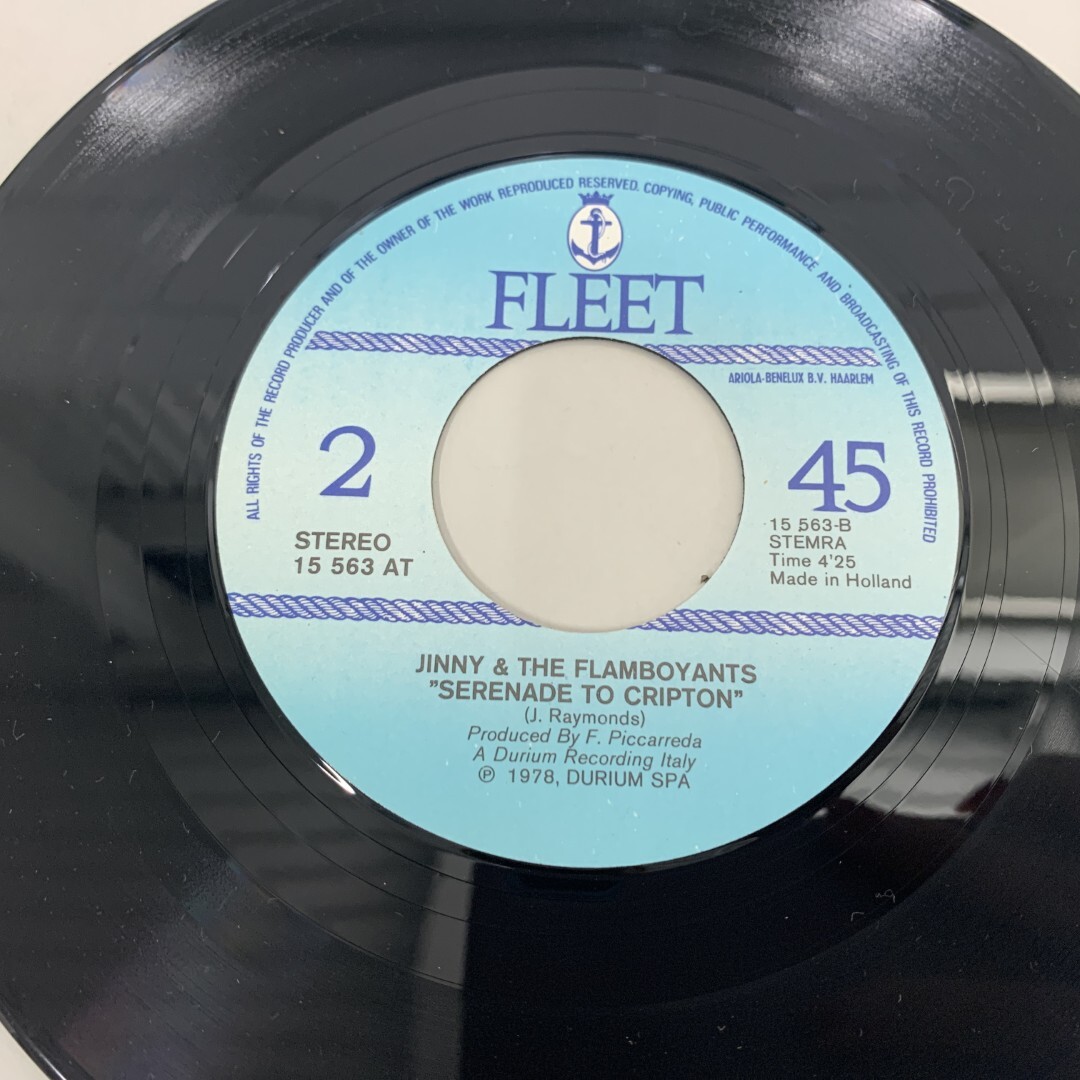 ALL RIGHTS OF THE RECORD PRODUCER AND OF THE OWNER OF THE WORK REPRODUCED RESERVED. COPYING, PUBLIC PERFORMANCE AND BROADCASTING OF THIS RECORD PROHIBITED
FLEET
ARIOLA-BENELUX B.V. HAARLEM
2
45
STEREO
15 563 AT
15 563-B
STEMRA
Time 4'25
Made in Holland
JINNY & THE FLAMBOYANTS
"SERENADE TO CRIPTON"
(J. Raymonds)
Produced By F. Piccarreda
A Durium Recording Italy
℗ 1978, DURIUM SPA